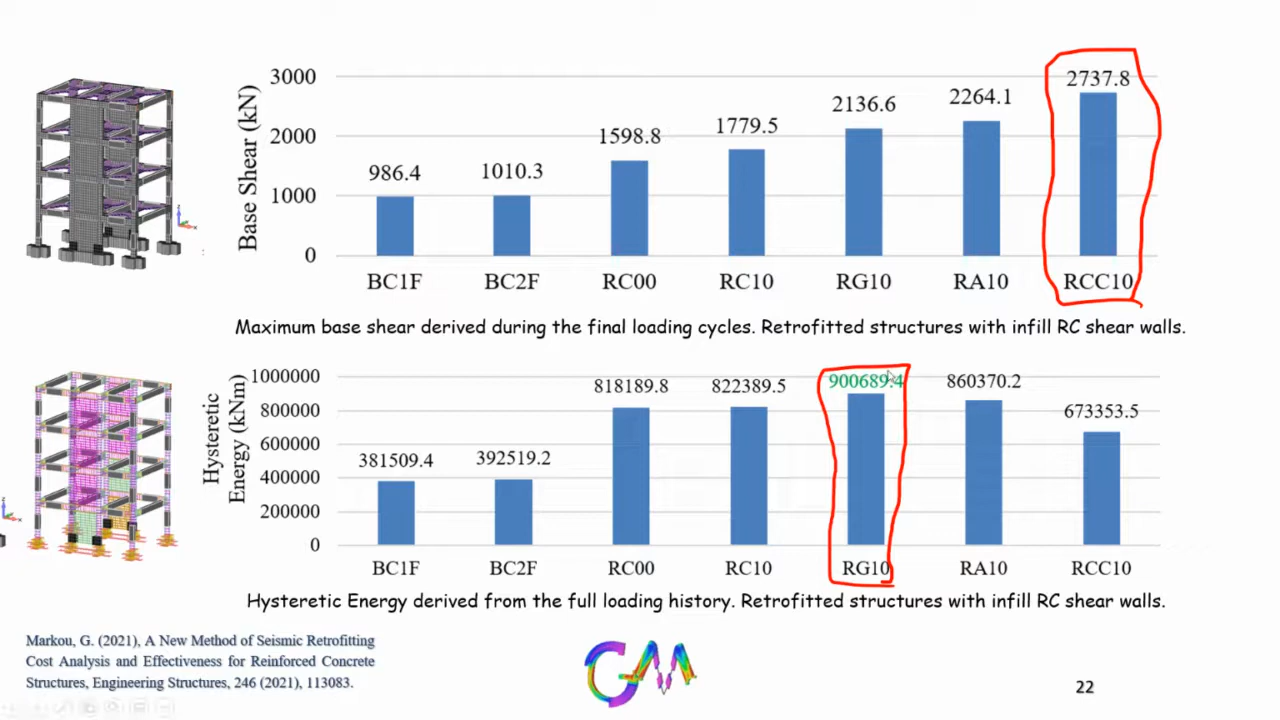 3000
2000
1000
0
Base Shear (kN)
986.4
1010.3
1598.8
1779.5
2136.6
2264.1
2737.8
BC1F
BC2F
RC00
RC10
RG10
RA10
RCC10
Maximum base shear derived during the final loading cycles. Retrofitted structures with infill RC shear walls.
1000000
800000
600000
400000
200000
0
Hysteretic
Energy (kNm)
381509.4
392519.2
818189.8
822389.5
900689.4
860370.2
673353.5
BC1F
BC2F
RC00
RC10
RG10
RA10
RCC10
Hysteretic Energy derived from the full loading history. Retrofitted structures with infill RC shear walls.
Markou, G. (2021), A New Method of Seismic Retrofitting
Cost Analysis and Effectiveness for Reinforced Concrete
Structures, Engineering Structures, 246 (2021), 113083.
GM
22